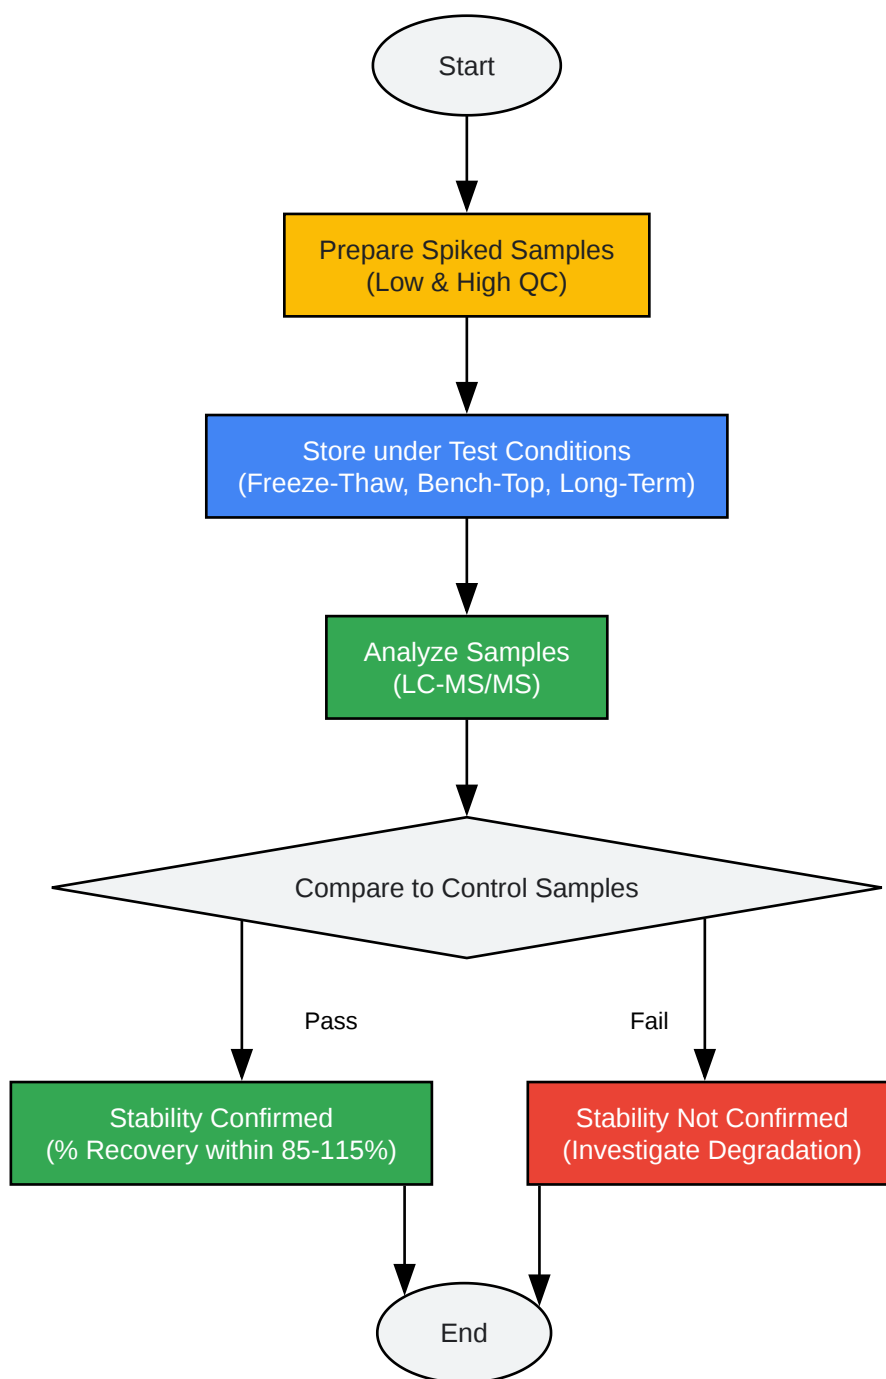 Start
Prepare Spiked Samples
(Low & High QC)
Store under Test Conditions
(Freeze-Thaw, Bench-Top, Long-Term)
Analyze Samples
(LC-MS/MS)
Compare to Control Samples
Pass
Fail
Stability Confirmed
(% Recovery within 85-115%)
Stability Not Confirmed
(Investigate Degradation)
End